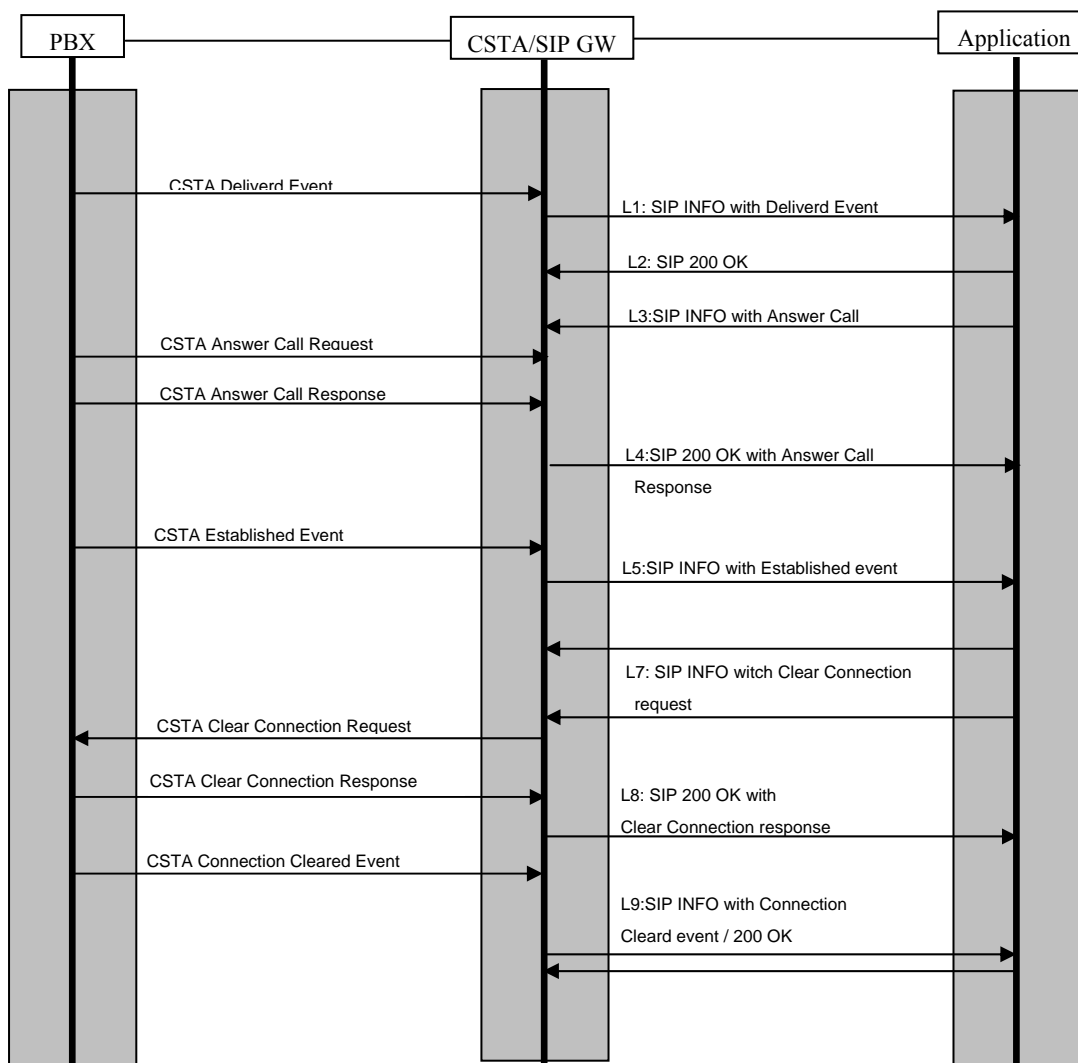 PBX
CSTA/SIP GW
Application
CSTA Deliverd Event
L1: SIP INFO with Deliverd Event
L2: SIP 200 OK
L3:SIP INFO with Answer Call
CSTA Answer Call Request
CSTA Answer Call Response
L4:SIP 200 OK with Answer Call
Response
CSTA Established Event
L5:SIP INFO with Established event
L7: SIP INFO witch Clear Connection
request
CSTA Clear Connection Request
CSTA Clear Connection Response
L8: SIP 200 OK with
Clear Connection response
CSTA Connection Cleared Event
L9:SIP INFO with Connection
Cleard event / 200 OK